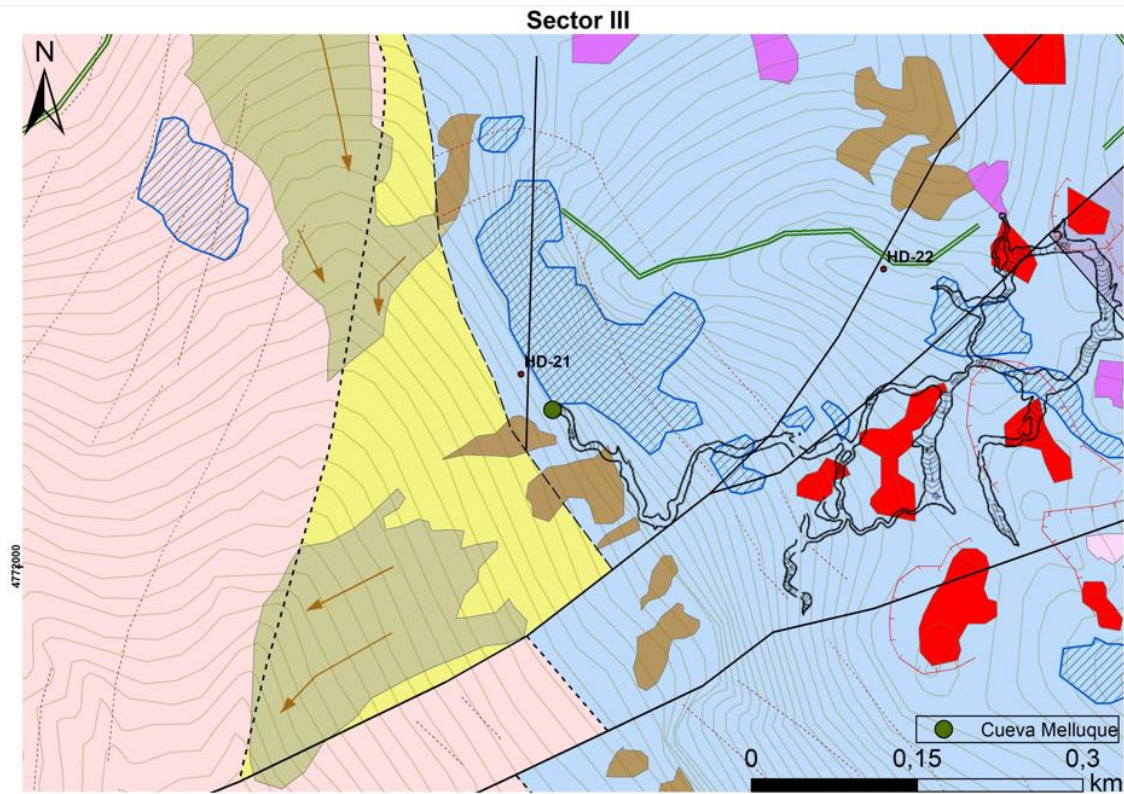 Sector III
N
HD-22
HD-21
4772000
Cueva Melluque
0 0,15 0,3
km